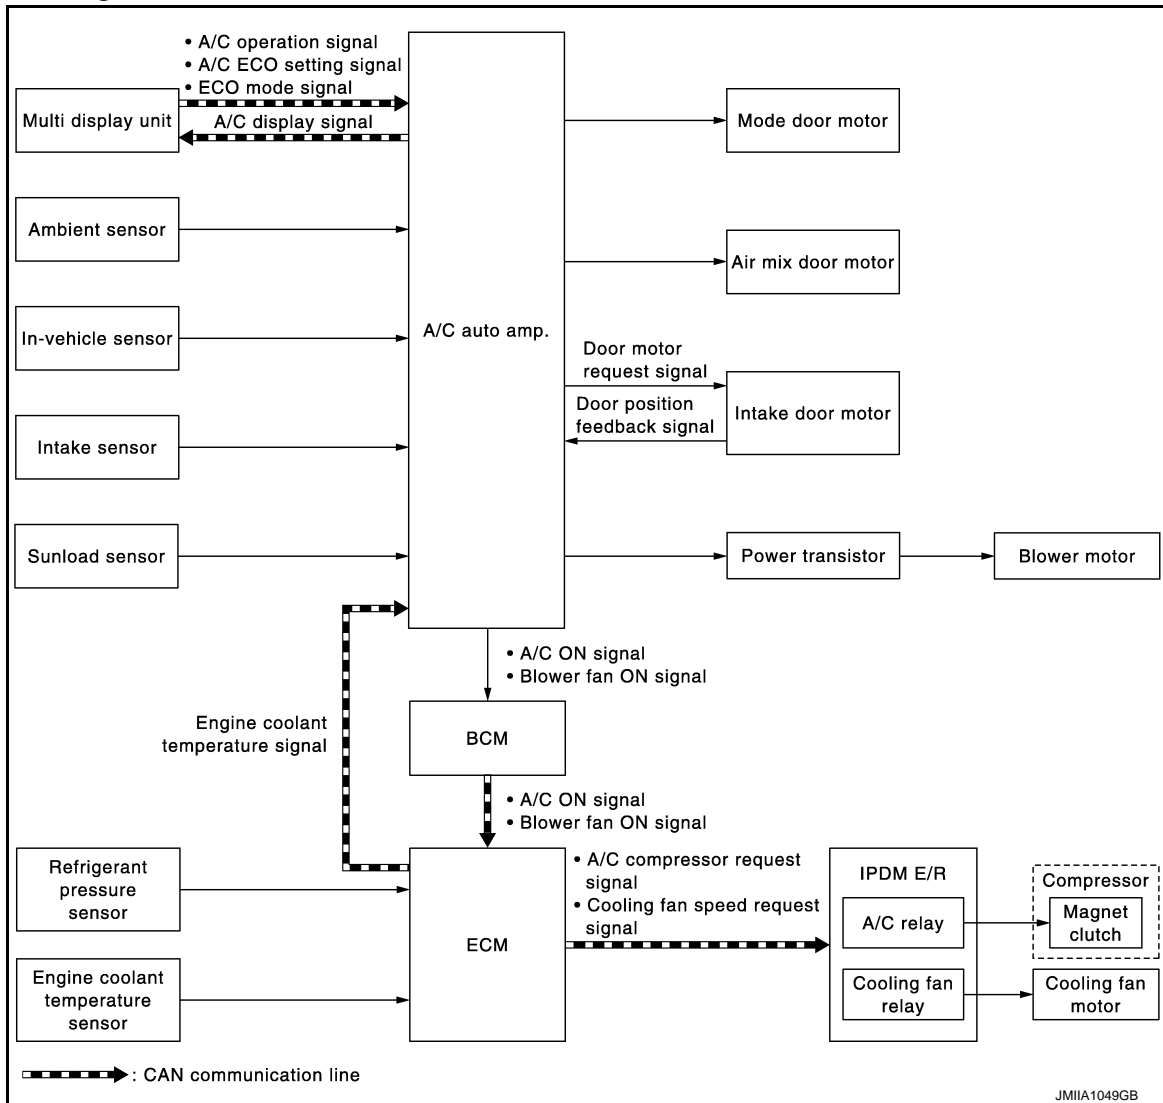 • A/C operation signal
• A/C ECO setting signal
• ECO mode signal
Multi display unit
A/C display signal
Mode door motor
Ambient sensor
Air mix door motor
In-vehicle sensor
A/C auto amp.
Door motor
request signal
Door position
feedback signal
Intake door motor
Intake sensor
Sunload sensor
Power transistor
Blower motor
• A/C ON signal
• Blower fan ON signal
Engine coolant
temperature signal
BCM
• A/C ON signal
• Blower fan ON signal
Refrigerant
pressure
sensor
ECM
• A/C compressor request
signal
• Cooling fan speed request
signal
IPDM E/R
A/C relay
Compressor
Magnet
clutch
Engine coolant
temperature
sensor
Cooling fan
relay
Cooling fan
motor
: CAN communication line
JMIIA1049GB